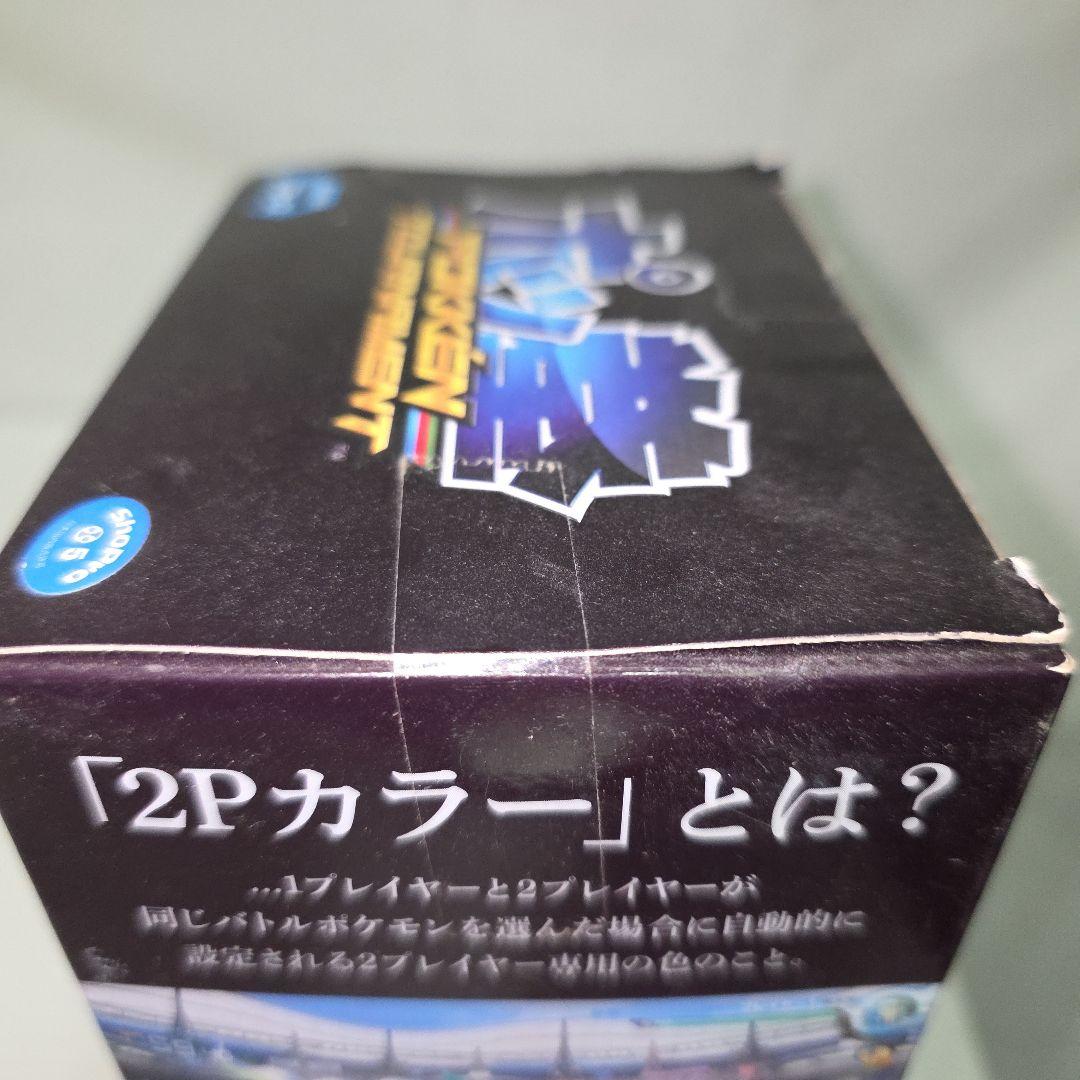 POKKÉN
TOURNAMENT
ShoPro
5
「2Pカラー」とは？
…1プレイヤーと2プレイヤーが
同じバトルポケモンを選んだ場合に自動的に
設定される2プレイヤー専用の色のこと。